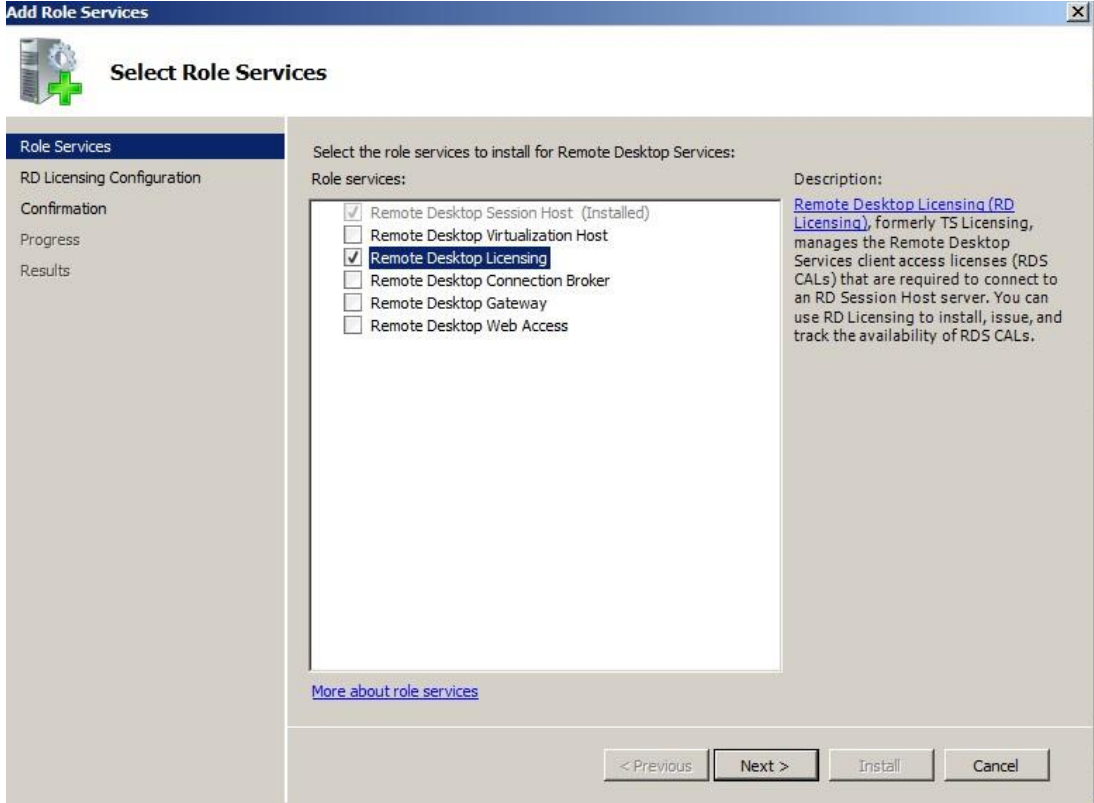 Add Role Services
Select Role Services
Role Services
RD Licensing Configuration
Confirmation
Progress
Results
Select the role services to install for Remote Desktop Services:
Role services:
Remote Desktop Session Host (Installed)
Remote Desktop Virtualization Host
Remote Desktop Licensing
Remote Desktop Connection Broker
Remote Desktop Gateway
Remote Desktop Web Access
More about role services
Description:
Remote Desktop Licensing (RD
Licensing), formerly TS Licensing,
manages the Remote Desktop
Services client access licenses (RDS
CALs) that are required to connect to
an RD Session Host server. You can
use RD Licensing to install, issue, and
track the availability of RDS CALs.
< Previous
Next >
Install
Cancel